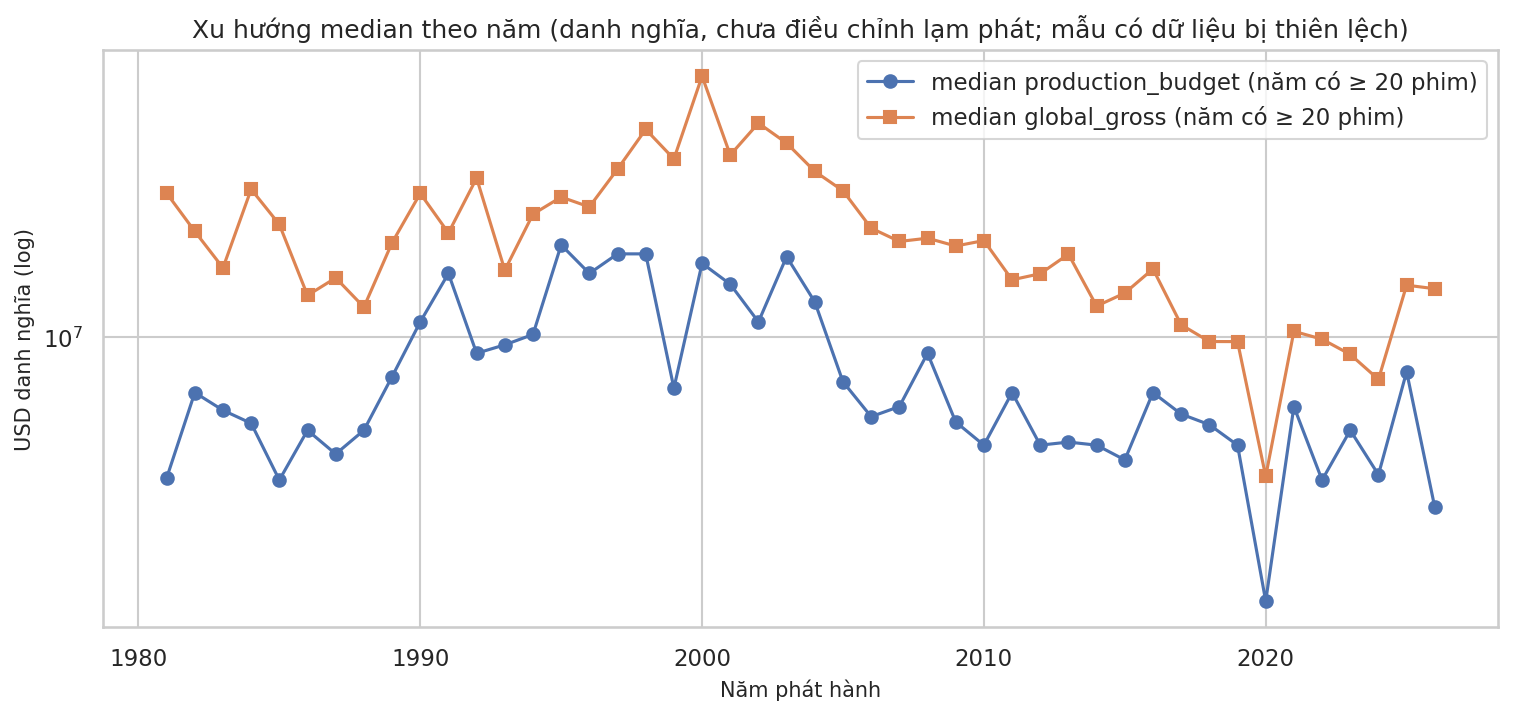 Xu hướng median theo năm (danh nghĩa, chưa điều chỉnh lạm phát; mẫu có dữ liệu bị thiên lệch)
median production_budget (năm có ≥ 20 phim)
median global_gross (năm có ≥ 20 phim)
USD danh nghĩa (log)
10⁷
1980 1990 2000 2010 2020
Năm phát hành